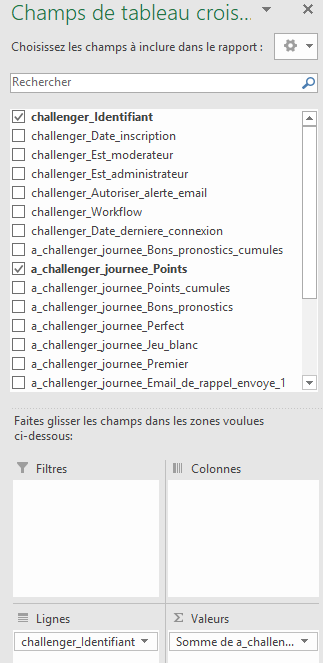 Champs de tableau crois...
Choisissez les champs à inclure dans le rapport :
Rechercher
challenger_Identifiant
challenger_Date_inscription
challenger_Est_moderateur
challenger_Est_administrateur
challenger_Autoriser_alerte_email
challenger_Workflow
challenger_Date_derniere_connexion
a_challenger_journee_Bons_pronostics_cumules
a_challenger_journee_Points
a_challenger_journee_Points_cumules
a_challenger_journee_Bons_pronostics
a_challenger_journee_Perfect
a_challenger_journee_Jeu_blanc
a_challenger_journee_Premier
a_challenger_journee_Email_de_rappel_envoye_1
Faites glisser les champs dans les zones voulues
ci-dessous:
Filtres
Colonnes
Lignes
Σ Valeurs
challenger_Identifiant
Somme de a_challen...